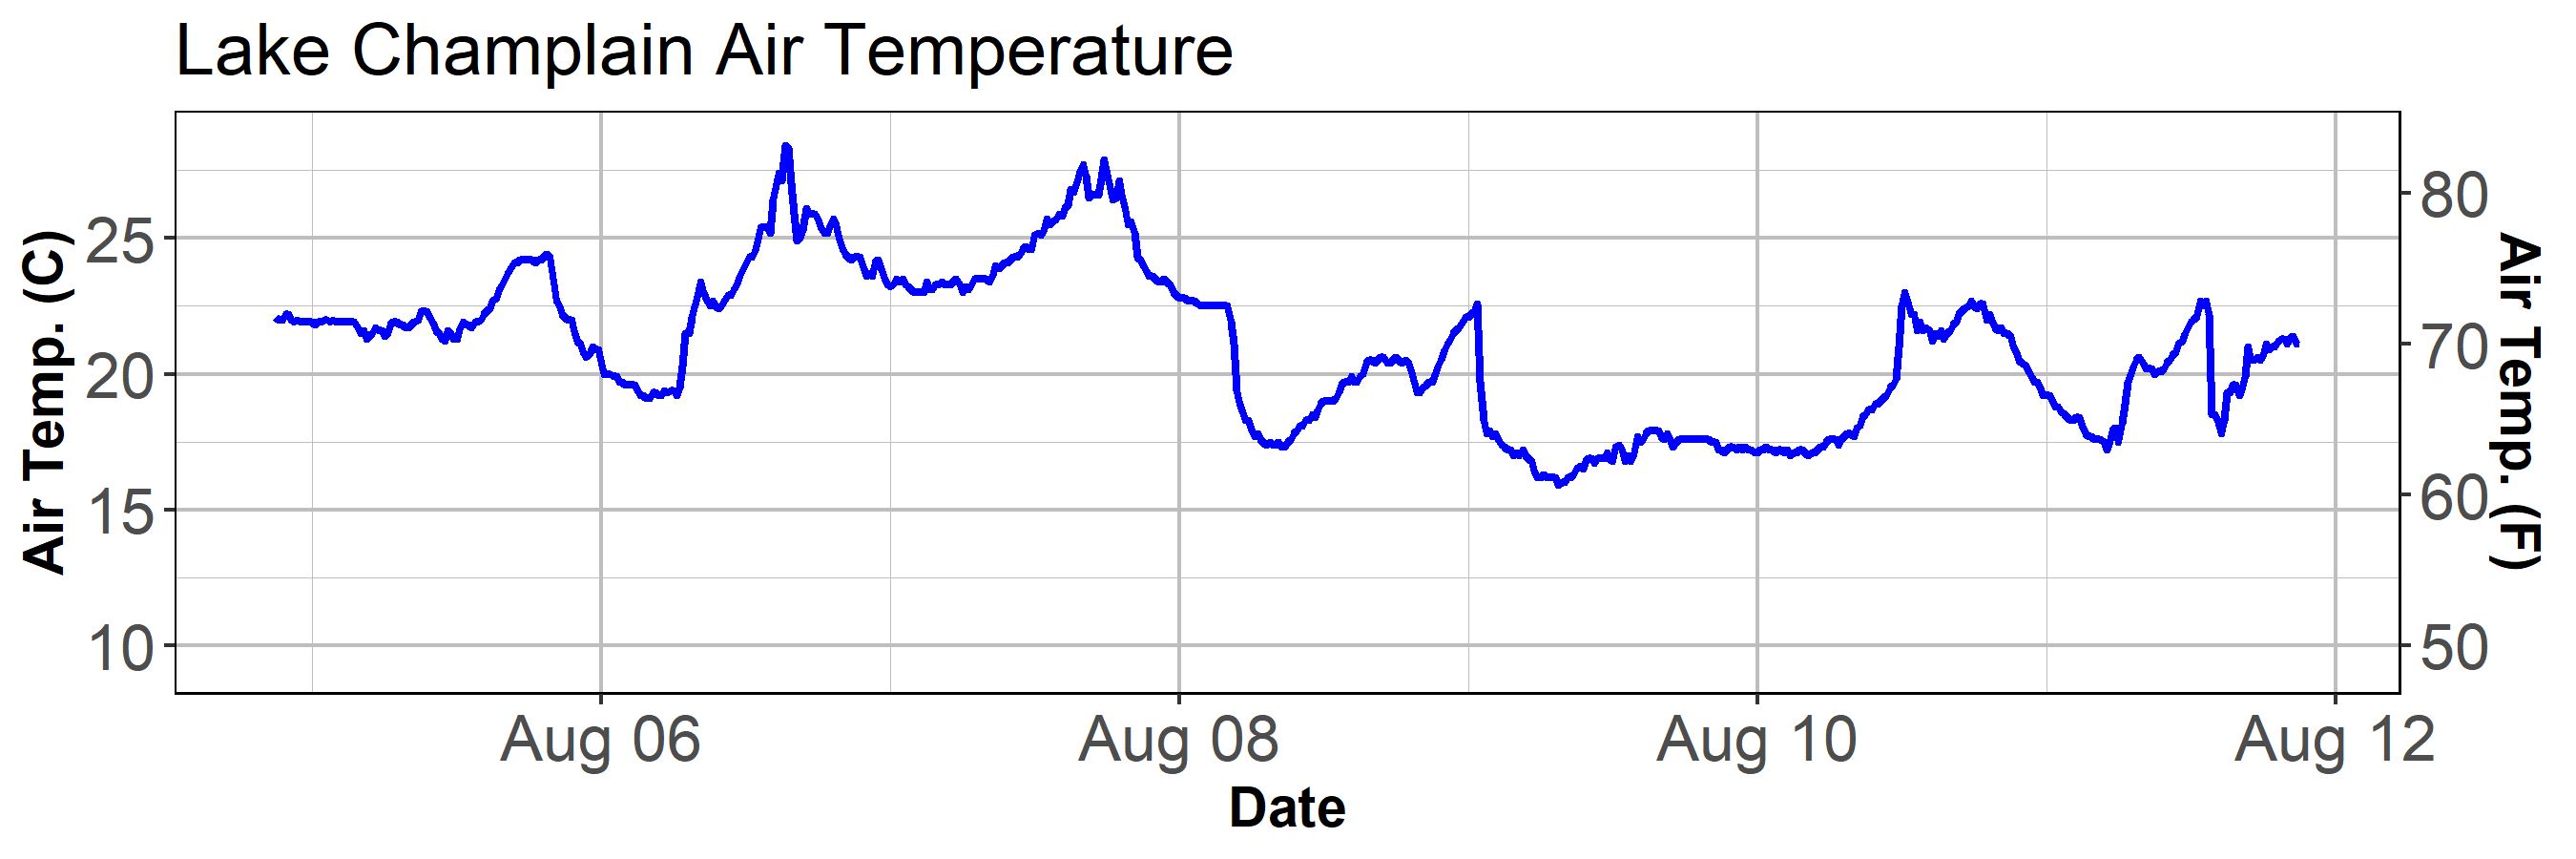 Lake Champlain Air Temperature
Air Temp. (C)
25
20
15
10
80
70
60
50
Air Temp. (F)
Aug 06 Aug 08 Aug 10 Aug 12
Date